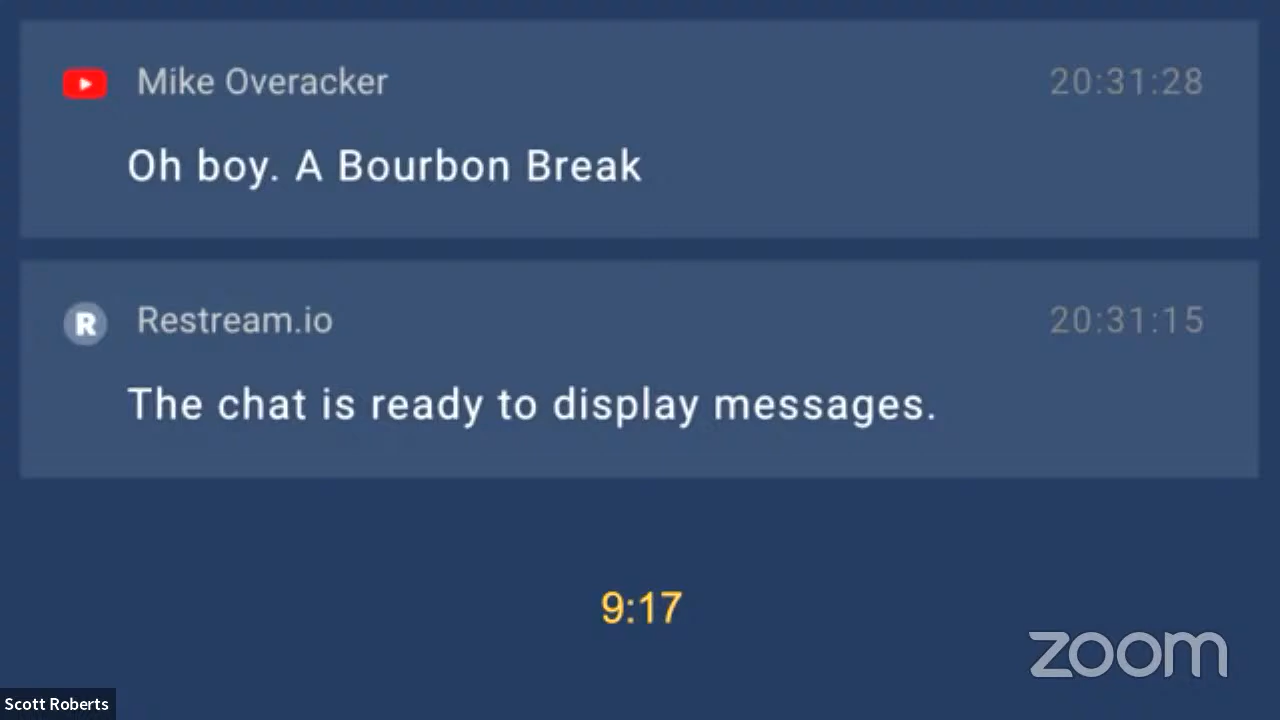 Mike Overacker 20:31:28
Oh boy. A Bourbon Break
R Restream.io 20:31:15
The chat is ready to display messages.
9:17
zoom
Scott Roberts